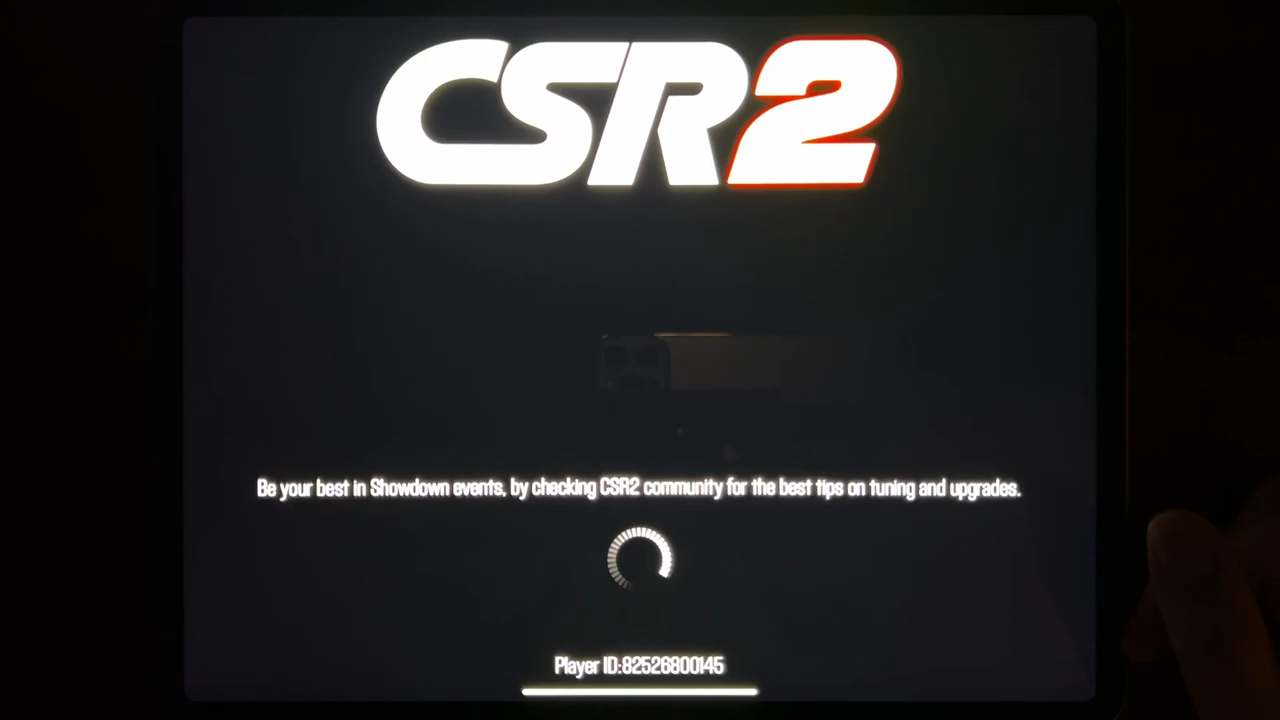 CSR2
Be your best in Showdown events, by checking CSR2 community for the best tips on tuning and upgrades.
Player ID:82526800145